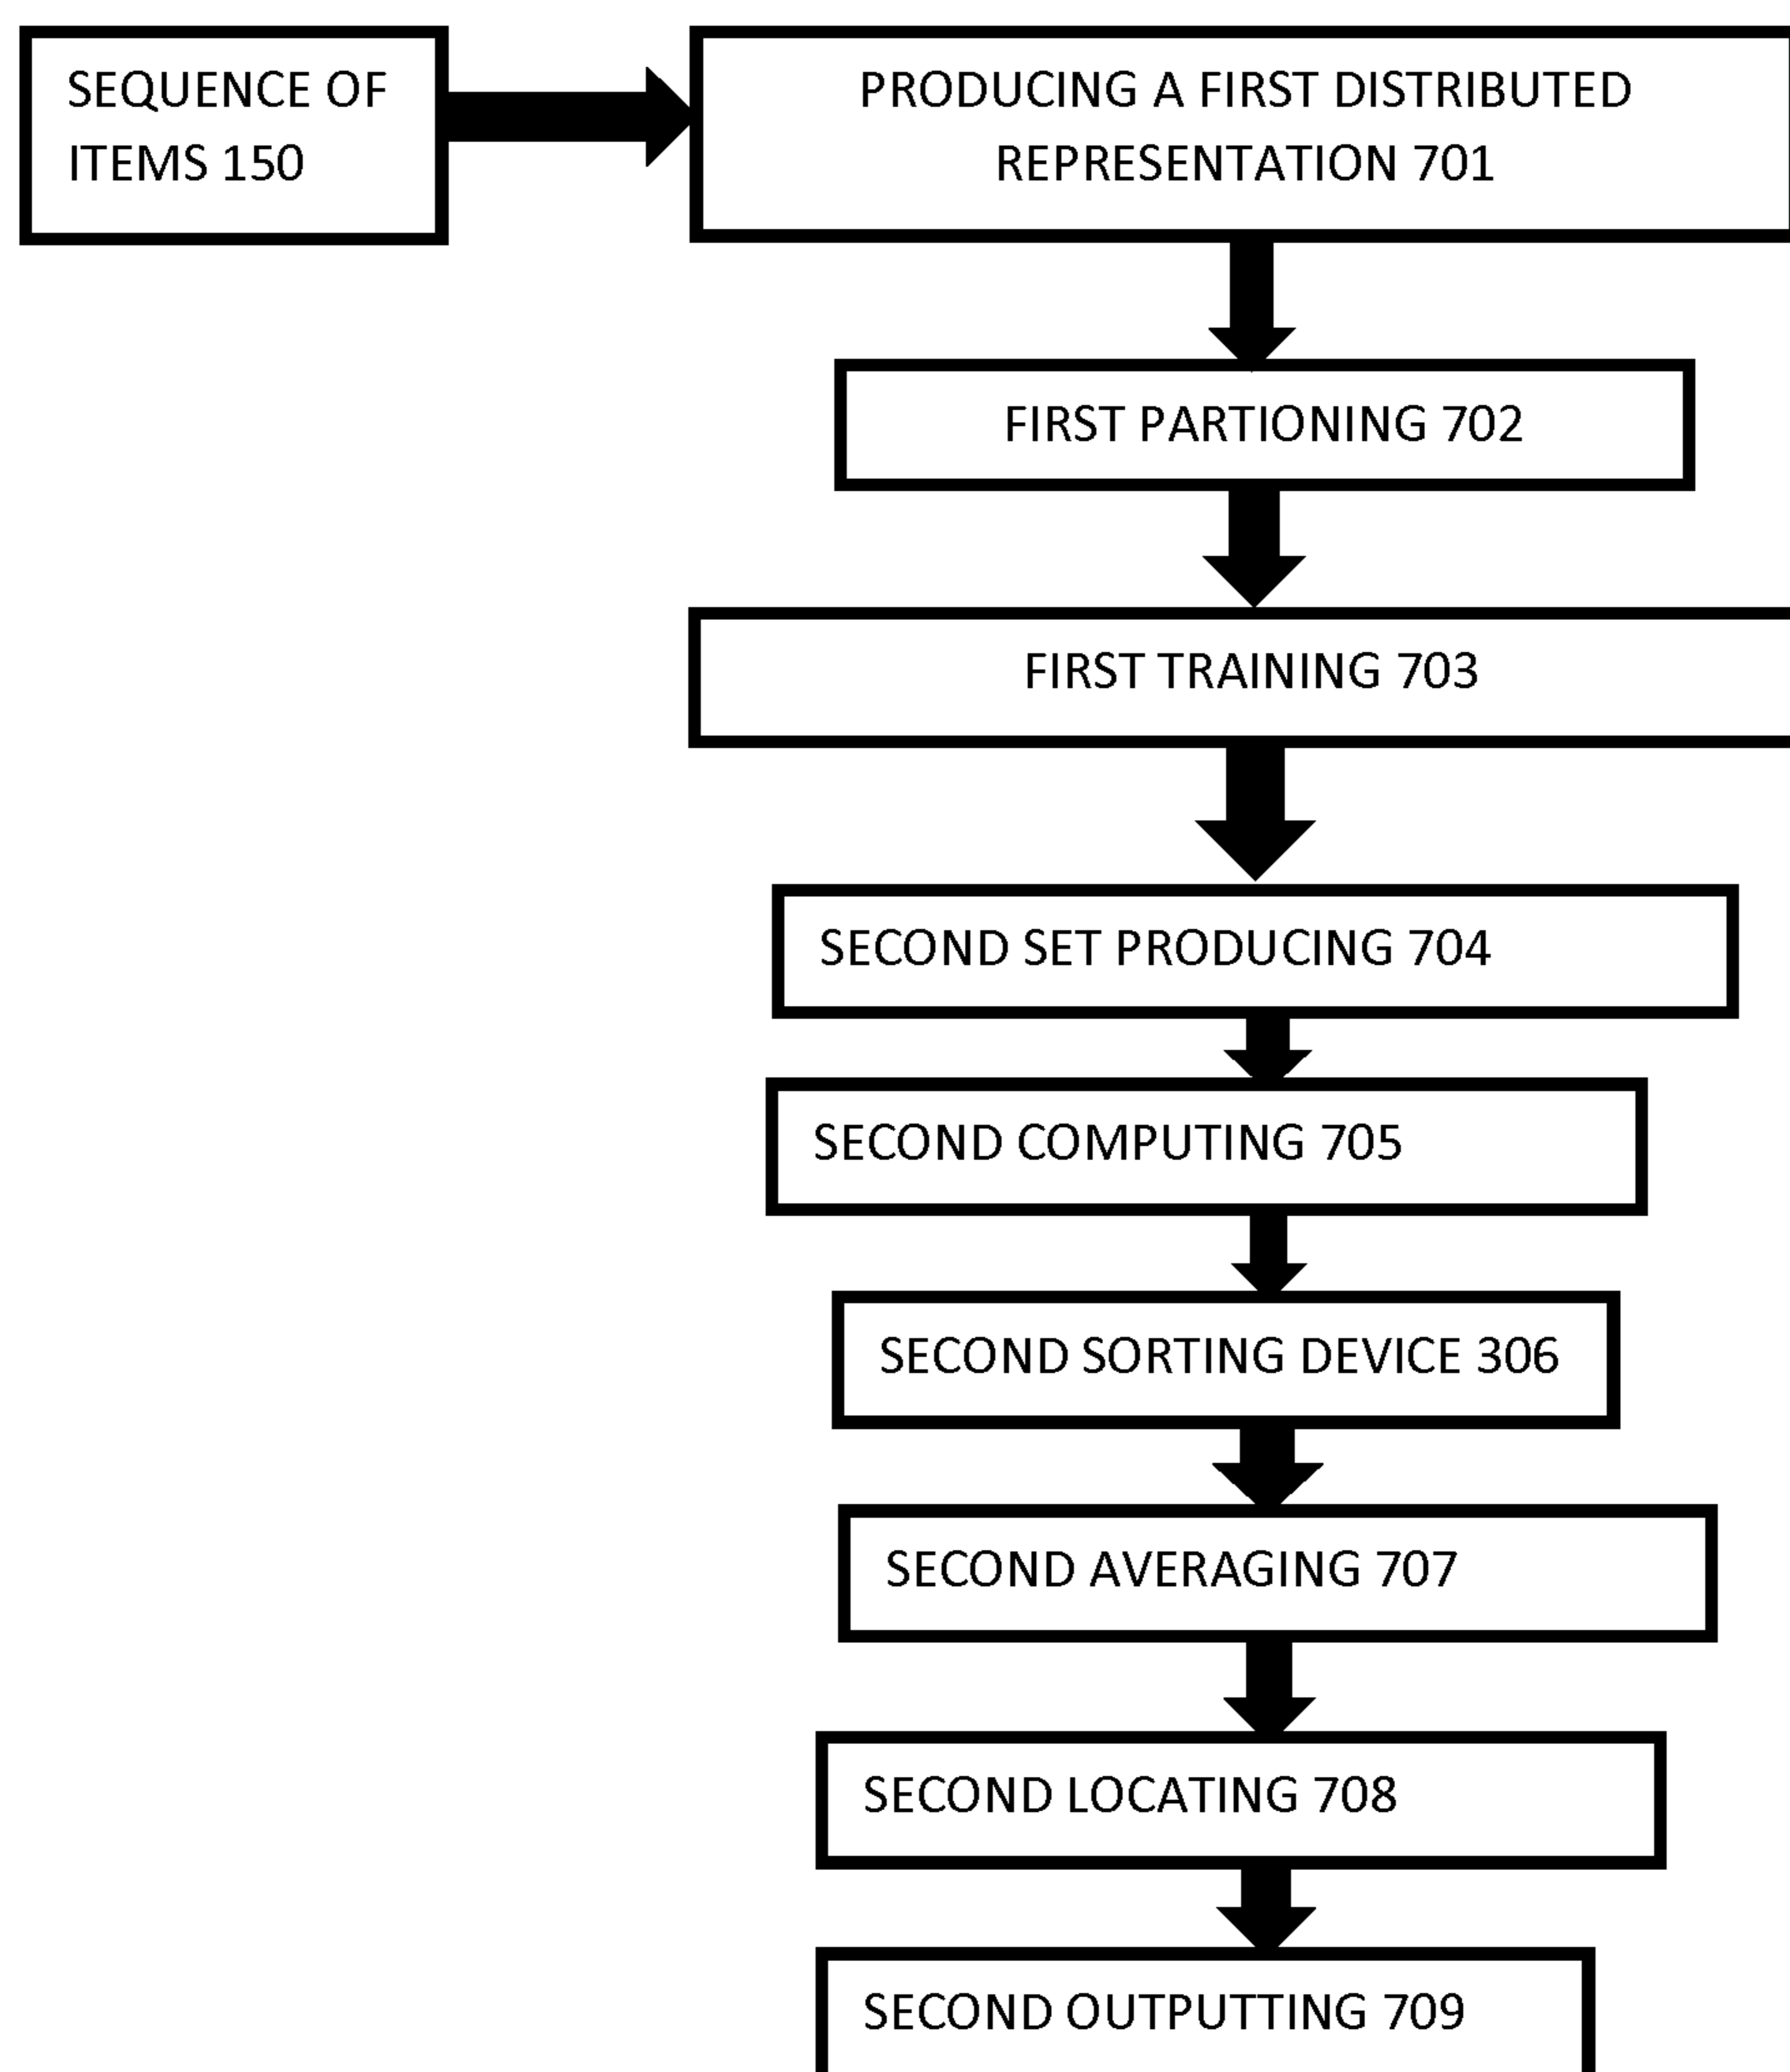 SEQUENCE OF
ITEMS 150
PRODUCING A FIRST DISTRIBUTED
REPRESENTATION 701
FIRST PARTIONING 702
FIRST TRAINING 703
SECOND SET PRODUCING 704
SECOND COMPUTING 705
SECOND SORTING DEVICE 306
SECOND AVERAGING 707
SECOND LOCATING 708
SECOND OUTPUTTING 709